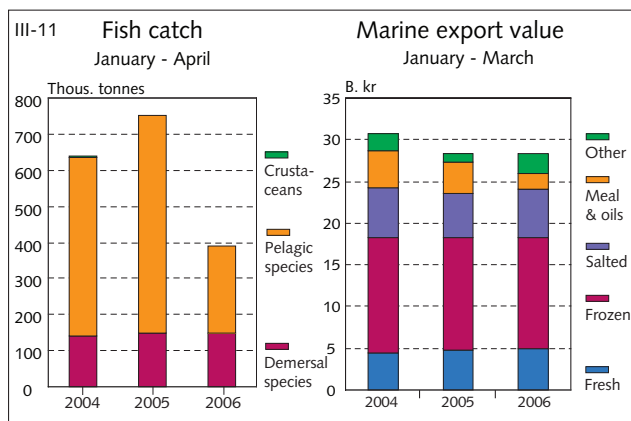 III-11
Fish catch
January - April
Thous. tonnes
800
700
600
500
400
300
200
100
0
2004
2005
2006
Crusta-
ceans
Pelagic
species
Demersal
species
Marine export value
January - March
B. kr
35
30
25
20
15
10
5
0
2004
2005
2006
Other
Meal
& oils
Salted
Frozen
Fresh